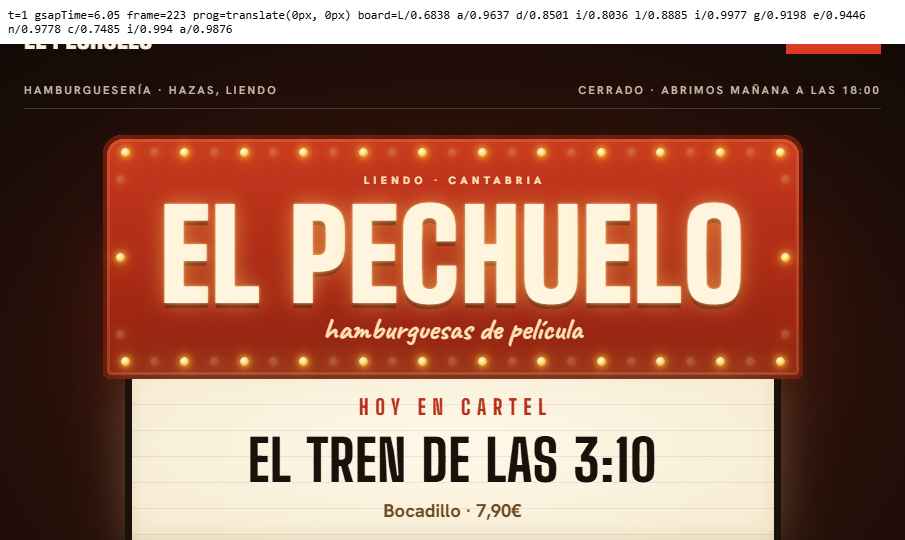 t=1 gsapTime=6.05 frame=223 prog=translate(0px, 0px) board=L/0.6838 a/0.9637 d/0.8501 i/0.8036 l/0.8885 i/0.9977 g/0.9198 e/0.9446
n/0.9778 c/0.7485 i/0.994 a/0.9876
EL PECHUELO
HAMBURGUESERÍA · HAZAS, LIENDO
CERRADO · ABRIMOS MAÑANA A LAS 18:00
LIENDO · CANTABRIA
EL PECHUELO
hamburguesas de película
HOY EN CARTEL
EL TREN DE LAS 3:10
Bocadillo · 7,90€